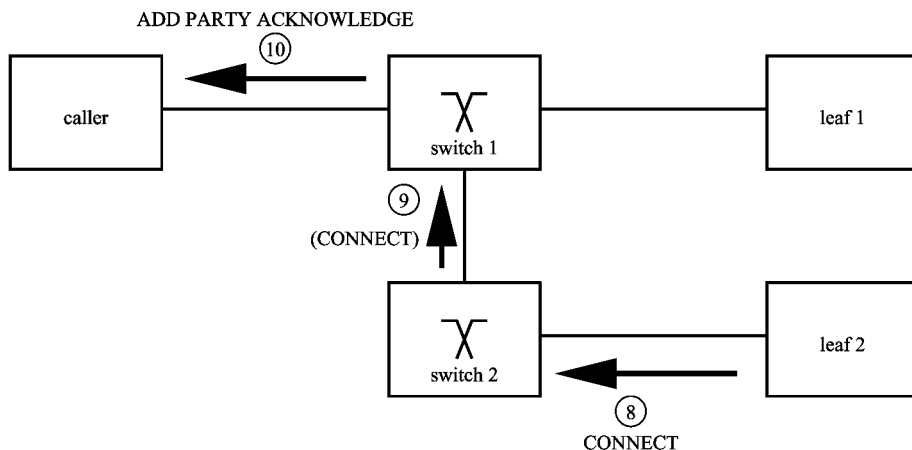 ADD PARTY ACKNOWLEDGE
10
caller
switch 1
leaf 1
9
(CONNECT)
switch 2
leaf 2
8
CONNECT